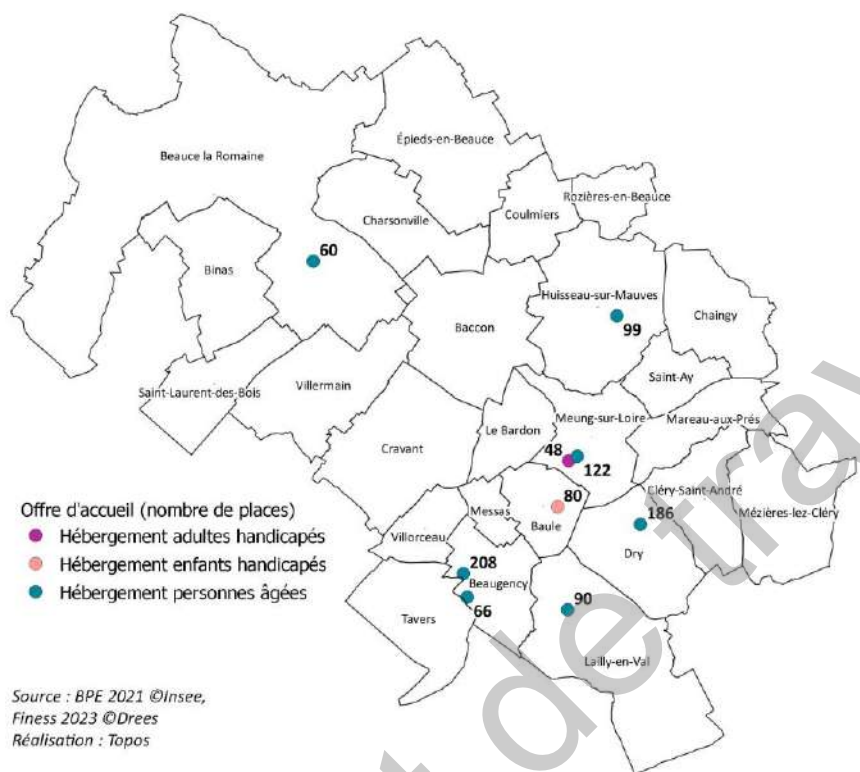 Épieds-en-Beauce
Beauce la Romaine
Rozières-en-Beauce
Charsonville
Coulmiers
60
Binas
Huisseau-sur-Mauves
Chaingy
99
Baccon
Saint-Ay
Villermain
Saint-Laurent-des-Bois
Le Bardon
Meung-sur-Loire
Mareau-aux-Prés
Cravant
48
122
Cléry-Saint-André
80
Mézières-lez-Cléry
Messas
Baule
186
Villorceau
Dry
208
Beaugency
66
90
Tavers
Lailly-en-Val
Offre d'accueil (nombre de places)
Hébergement adultes handicapés
Hébergement enfants handicapés
Hébergement personnes âgées
Source : BPE 2021 ©Insee,
Finess 2023 ©Drees
Réalisation : Topos
de